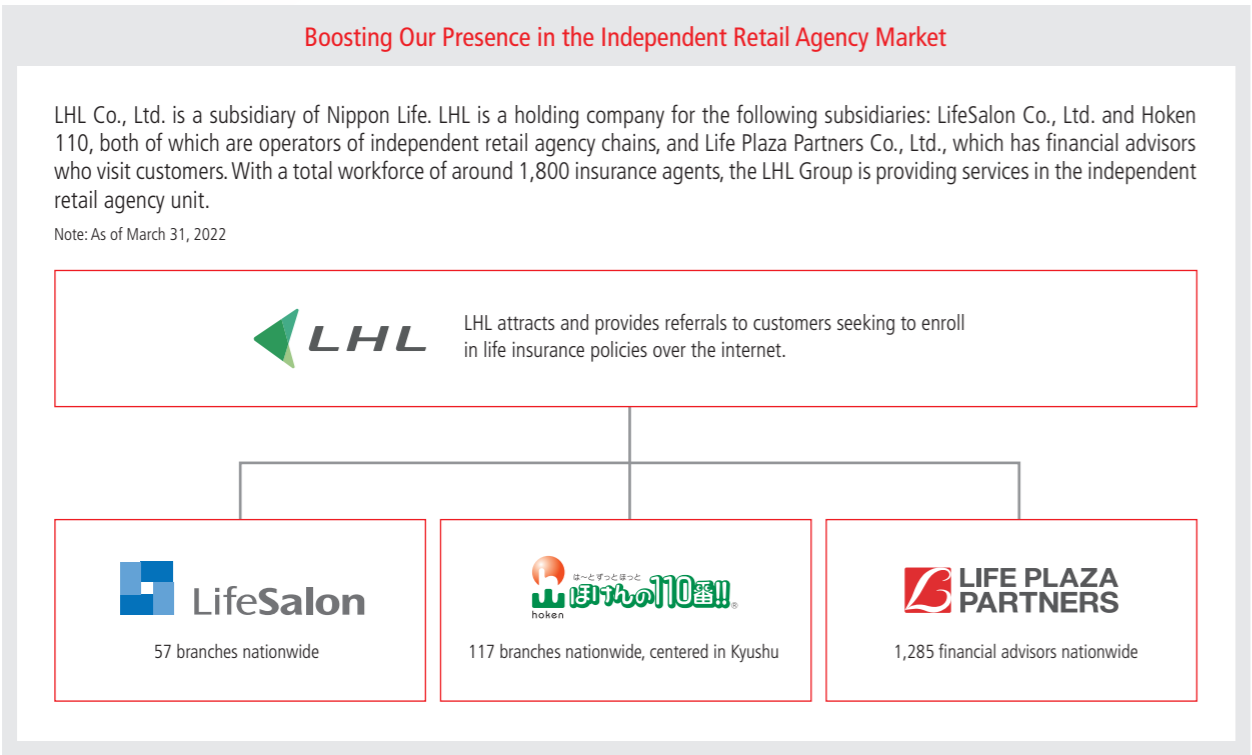 Boosting Our Presence in the Independent Retail Agency Market
LHL Co., Ltd. is a subsidiary of Nippon Life. LHL is a holding company for the following subsidiaries: LifeSalon Co., Ltd. and Hoken
110, both of which are operators of independent retail agency chains, and Life Plaza Partners Co., Ltd., which has financial advisors
who visit customers. With a total workforce of around 1,800 insurance agents, the LHL Group is providing services in the independent
retail agency unit.
Note: As of March 31, 2022
LHL
LHL attracts and provides referrals to customers seeking to enroll
in life insurance policies over the internet.
LifeSalon
57 branches nationwide
は〜とずっとほっと
ほけんの110番!!®
hoken
117 branches nationwide, centered in Kyushu
LIFE PLAZA
PARTNERS
1,285 financial advisors nationwide